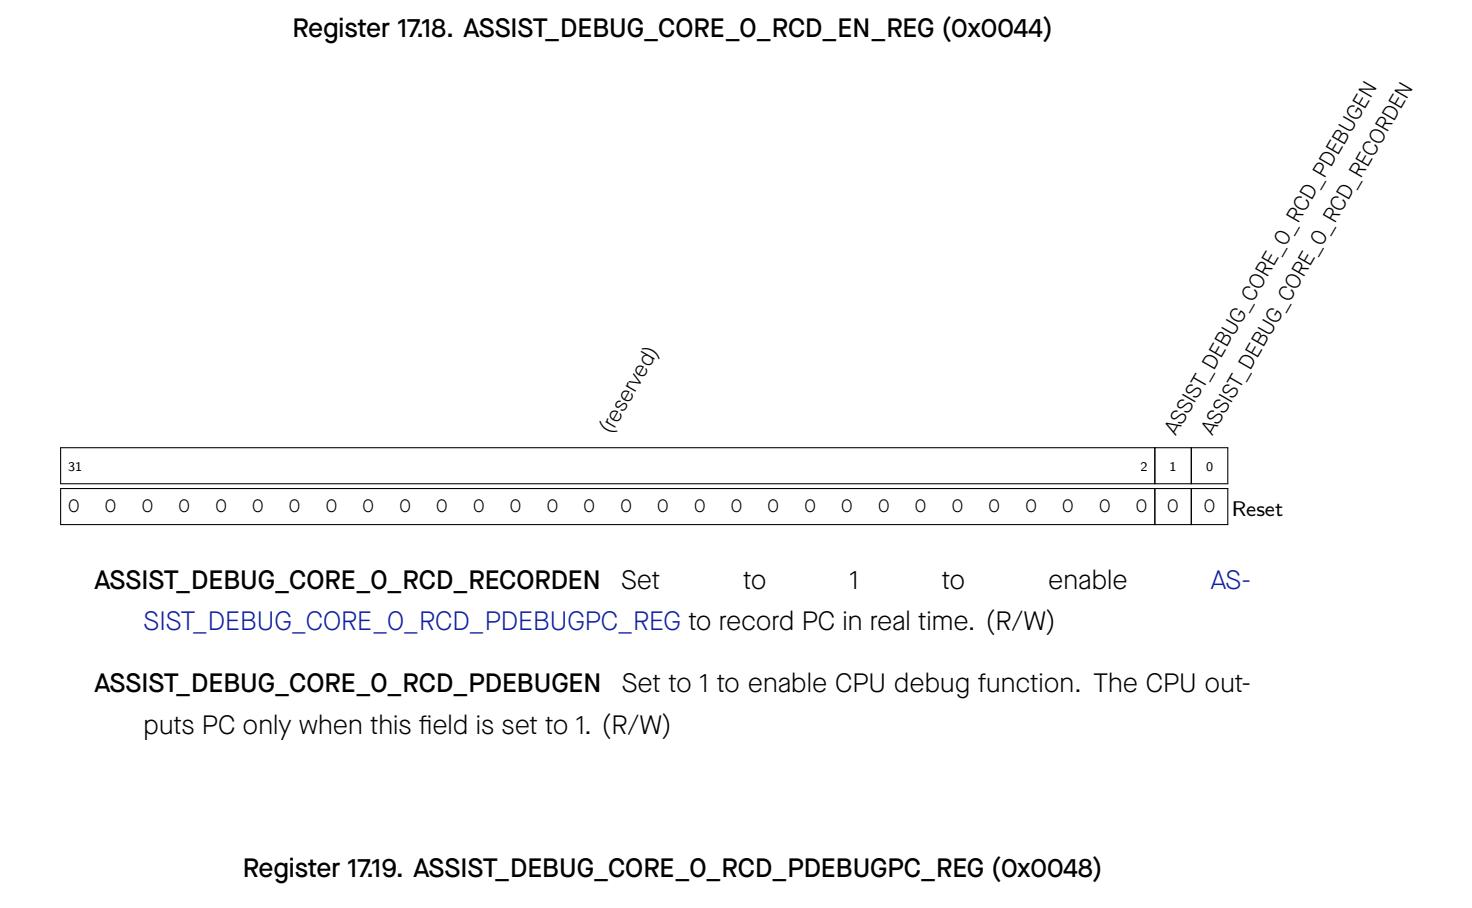 Register 17.18. ASSIST_DEBUG_CORE_0_RCD_EN_REG (0x0044)
(reserved)
ASSIST_DEBUG_CORE_0_RCD_PDEBUGEN
ASSIST_DEBUG_CORE_0_RCD_RECORDEN
31 2 1 0
0 0 0 0 0 0 0 0 0 0 0 0 0 0 0 0 0 0 0 0 0 0 0 0 0 0 0 0 0 0 0 0 Reset
ASSIST_DEBUG_CORE_0_RCD_RECORDEN Set to 1 to enable AS-
SIST_DEBUG_CORE_0_RCD_PDEBUGPC_REG to record PC in real time. (R/W)
ASSIST_DEBUG_CORE_0_RCD_PDEBUGEN Set to 1 to enable CPU debug function. The CPU out-
puts PC only when this field is set to 1. (R/W)
Register 17.19. ASSIST_DEBUG_CORE_0_RCD_PDEBUGPC_REG (0x0048)